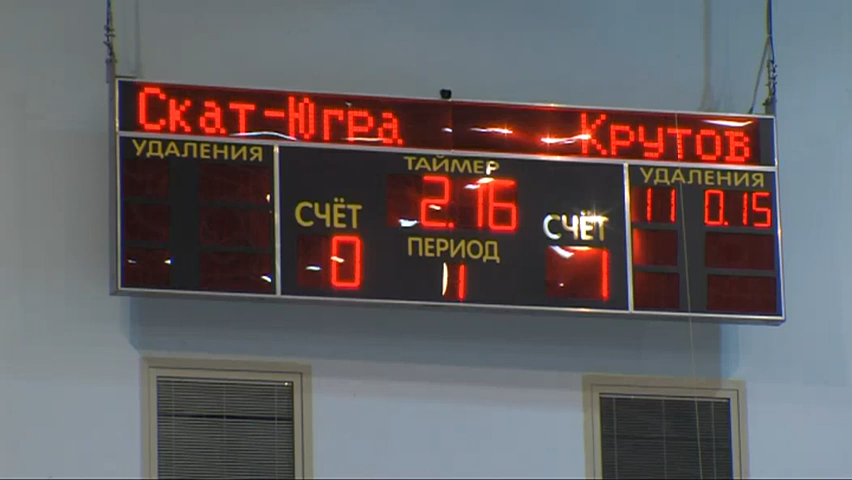 Скат-Югра Крутов
УДАЛЕНИЯ ТАЙМЕР УДАЛЕНИЯ
2.16 11 0.15
СЧЁТ ПЕРИОД СЧЁТ
0 1 1